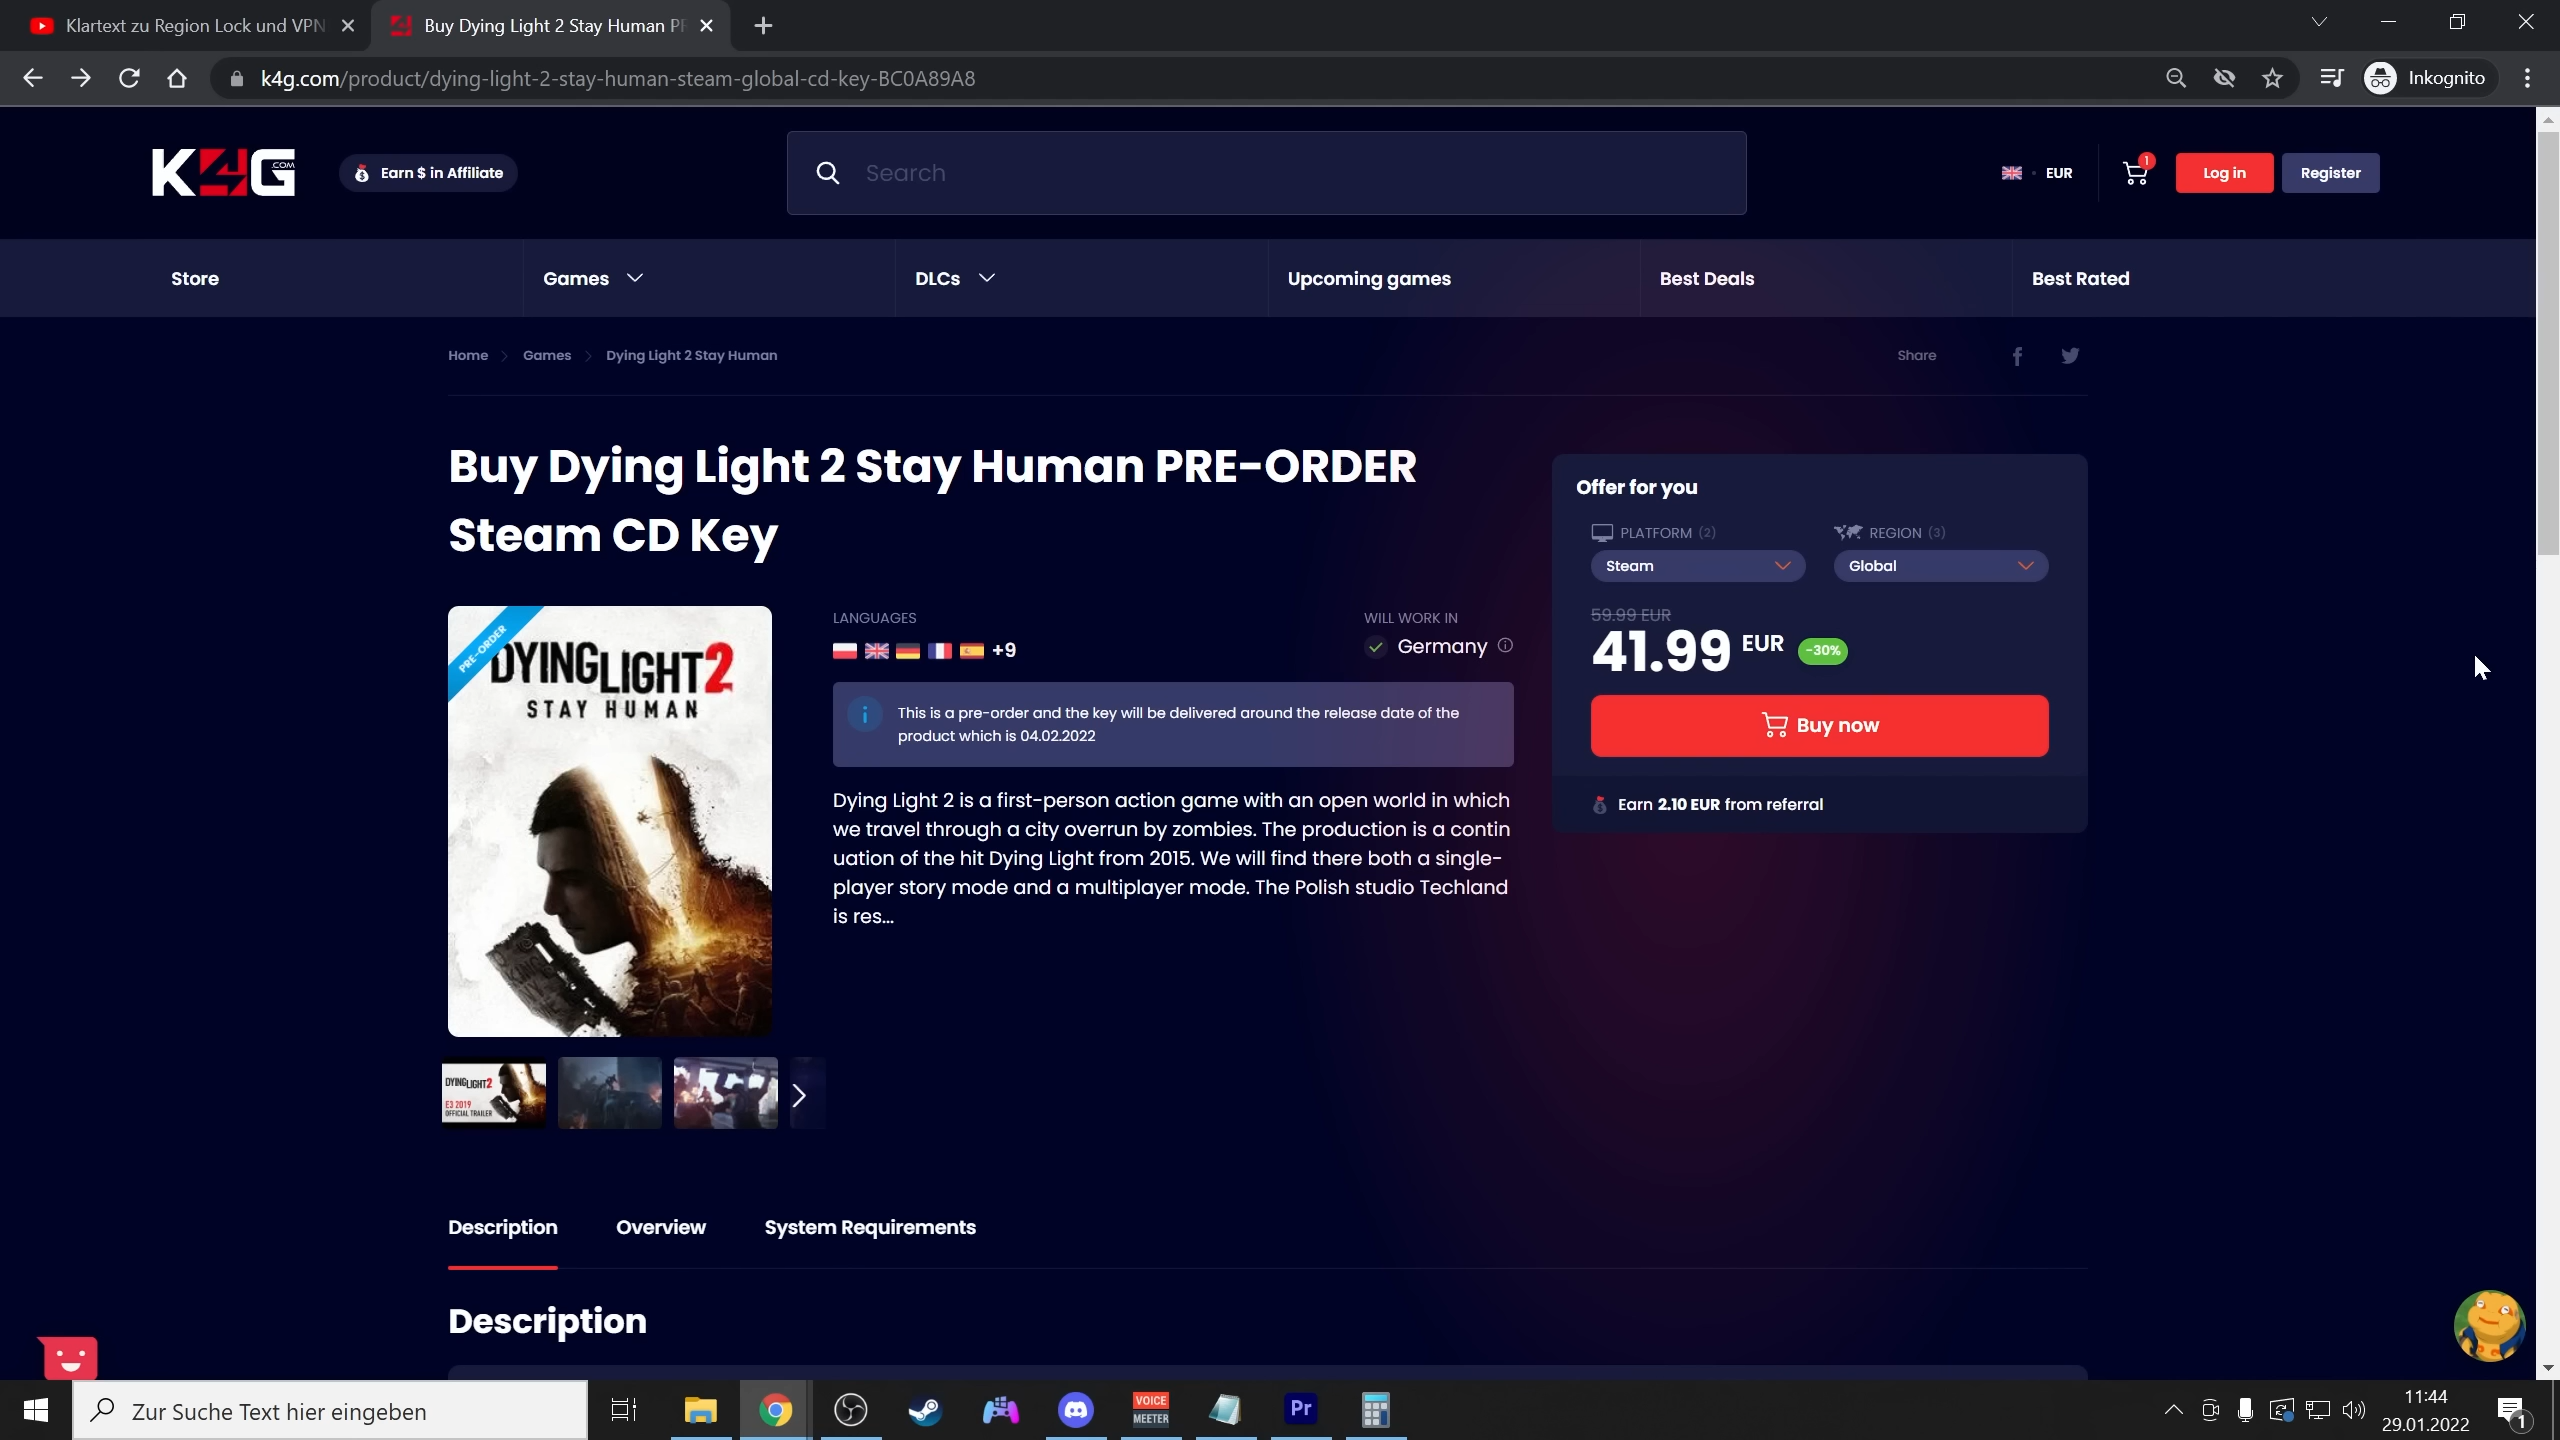 Klartext zu Region Lock und VPN
Buy Dying Light 2 Stay Human PR
k4g.com/product/dying-light-2-stay-human-steam-global-cd-key-BC0A89A8
Inkognito
K4G.COM
Earn $ in Affiliate
Search
EUR
1
Log in
Register
Store
Games
DLCs
Upcoming games
Best Deals
Best Rated
Home
Games
Dying Light 2 Stay Human
Share
Buy Dying Light 2 Stay Human PRE-ORDER
Steam CD Key
Offer for you
PLATFORM (2)
REGION (3)
Steam
Global
59.99 EUR
41.99 EUR
-30%
Buy now
Earn 2.10 EUR from referral
PRE-ORDER
DYING LIGHT 2
STAY HUMAN
LANGUAGES
+9
WILL WORK IN
Germany
This is a pre-order and the key will be delivered around the release date of the
product which is 04.02.2022
Dying Light 2 is a first-person action game with an open world in which
we travel through a city overrun by zombies. The production is a contin
uation of the hit Dying Light from 2015. We will find there both a single-
player story mode and a multiplayer mode. The Polish studio Techland
is res...
DYING LIGHT 2
E3 2019
OFFICIAL TRAILER
Description
Overview
System Requirements
Description
Zur Suche Text hier eingeben
VOICE
MEETER
Pr
11:44
29.01.2022
1